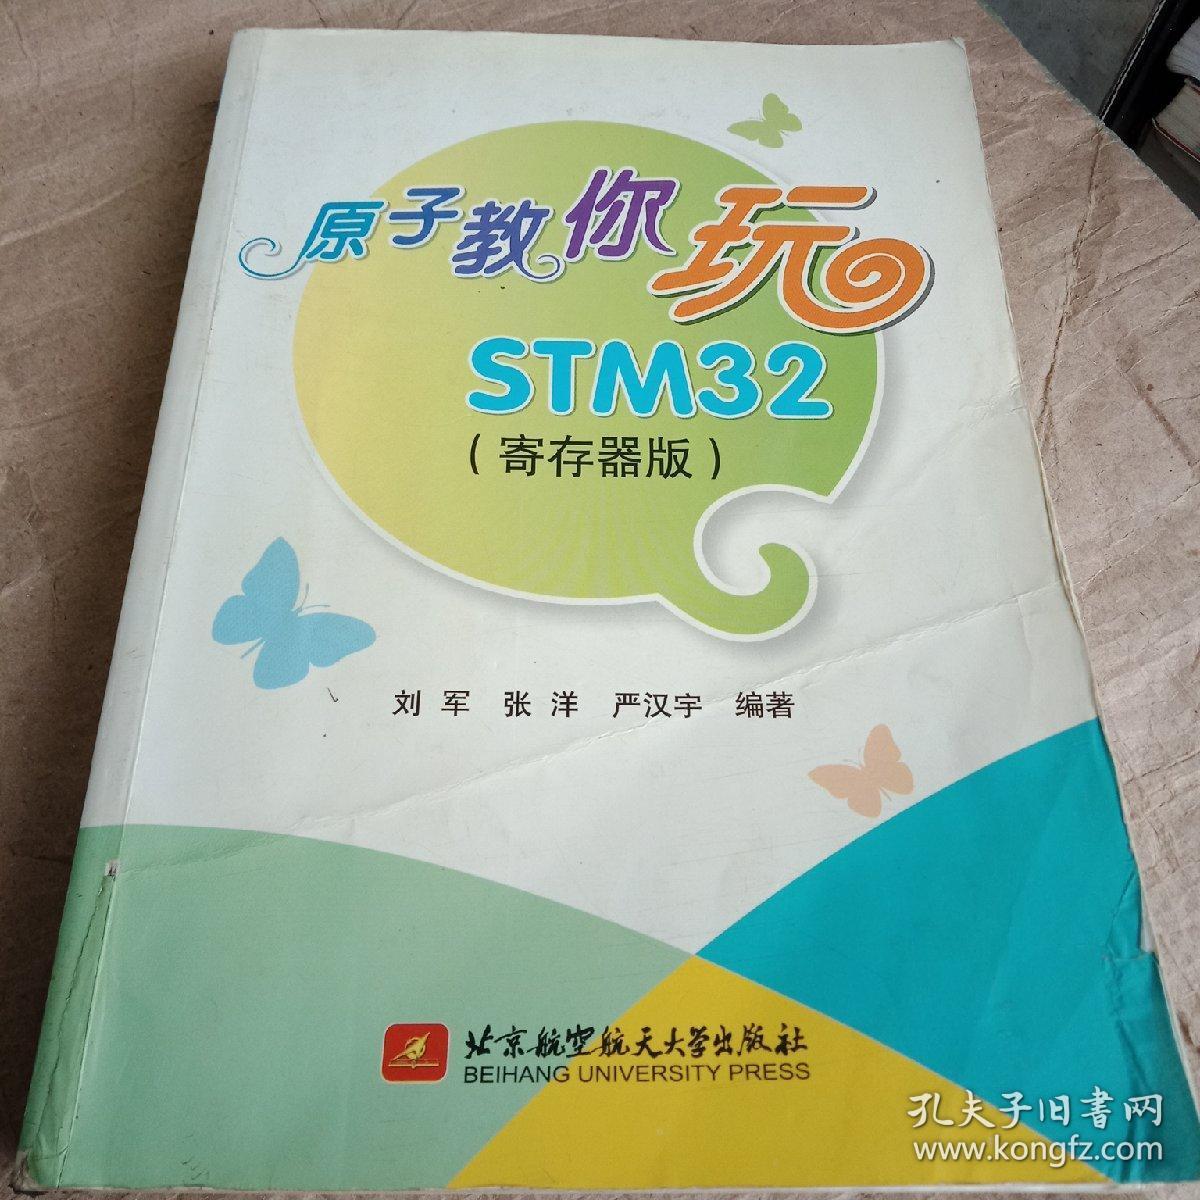 原子教你玩
STM32
（寄存器版）
刘军 张洋 严汉宇 编著
北京航空航天大学出版社
BEIHANG UNIVERSITY PRESS
孔夫子旧書网
www.kongfz.com